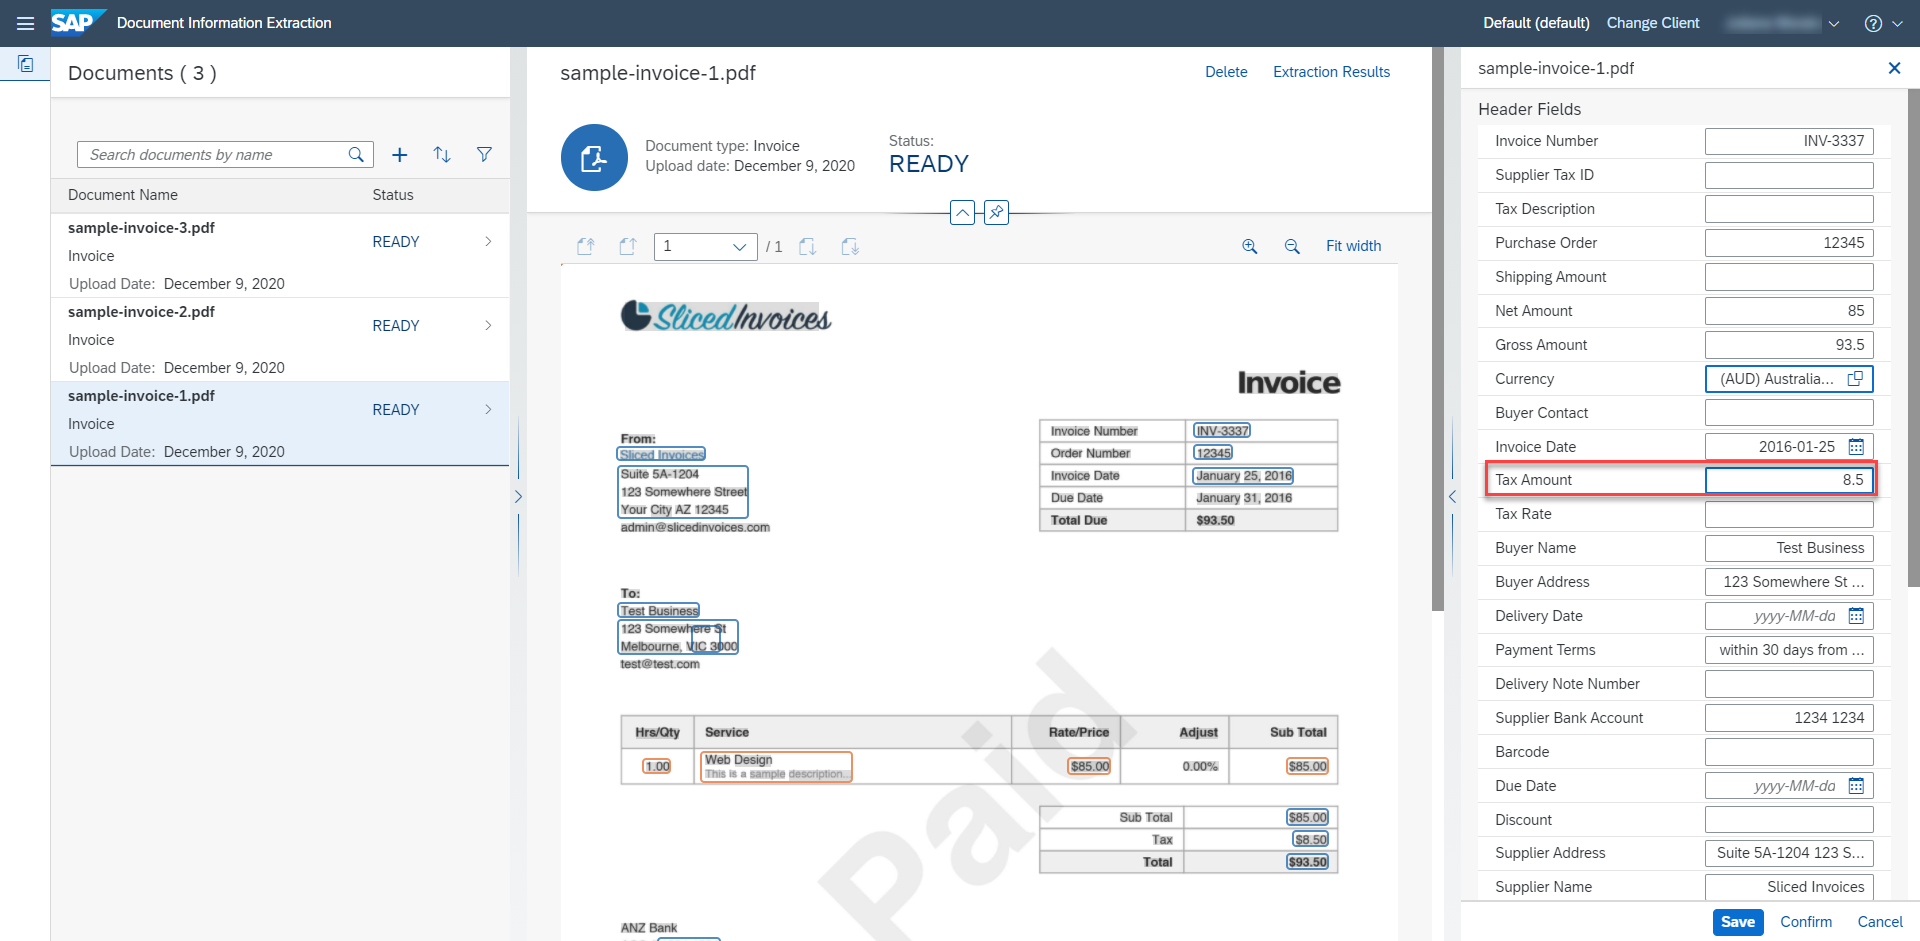 SAP Document Information Extraction
Default (default) Change Client
Documents ( 3 )
Search documents by name
Document Name Status
sample-invoice-3.pdf
READY
Invoice
Upload Date: December 9, 2020
sample-invoice-2.pdf
READY
Invoice
Upload Date: December 9, 2020
sample-invoice-1.pdf
READY
Invoice
Upload Date: December 9, 2020
sample-invoice-1.pdf
Delete Extraction Results
Document type: Invoice
Upload date: December 9, 2020
Status:
READY
1 / 1
Fit width
SlicedInvoices
Invoice
Invoice Number INV-3337
Order Number 12345
Invoice Date January 25, 2016
Due Date January 31, 2016
Total Due $93.50
From:
Sliced Invoices
Suite 5A-1204
123 Somewhere Street
Your City AZ 12345
admin@slicedinvoices.com
To:
Test Business
123 Somewhere St
Melbourne, VIC 3000
test@test.com
Paid
Hrs/Qty Service Rate/Price Adjust Sub Total
1.00 Web Design $85.00 0.00% $85.00
This is a sample description...
Sub Total $85.00
Tax $8.50
Total $93.50
ANZ Bank
sample-invoice-1.pdf
Header Fields
Invoice Number INV-3337
Supplier Tax ID
Tax Description
Purchase Order 12345
Shipping Amount
Net Amount 85
Gross Amount 93.5
Currency (AUD) Australia...
Buyer Contact
Invoice Date 2016-01-25
Tax Amount 8.5
Tax Rate
Buyer Name Test Business
Buyer Address 123 Somewhere St ...
Delivery Date yyyy-MM-dd
Payment Terms within 30 days from ...
Delivery Note Number
Supplier Bank Account 1234 1234
Barcode
Due Date yyyy-MM-dd
Discount
Supplier Address Suite 5A-1204 123 S...
Supplier Name Sliced Invoices
Save Confirm Cancel